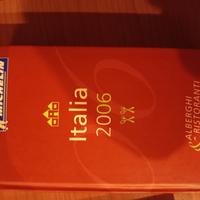 MICHELIN
Italia
2006
ALBERGHI
& RISTORANTI